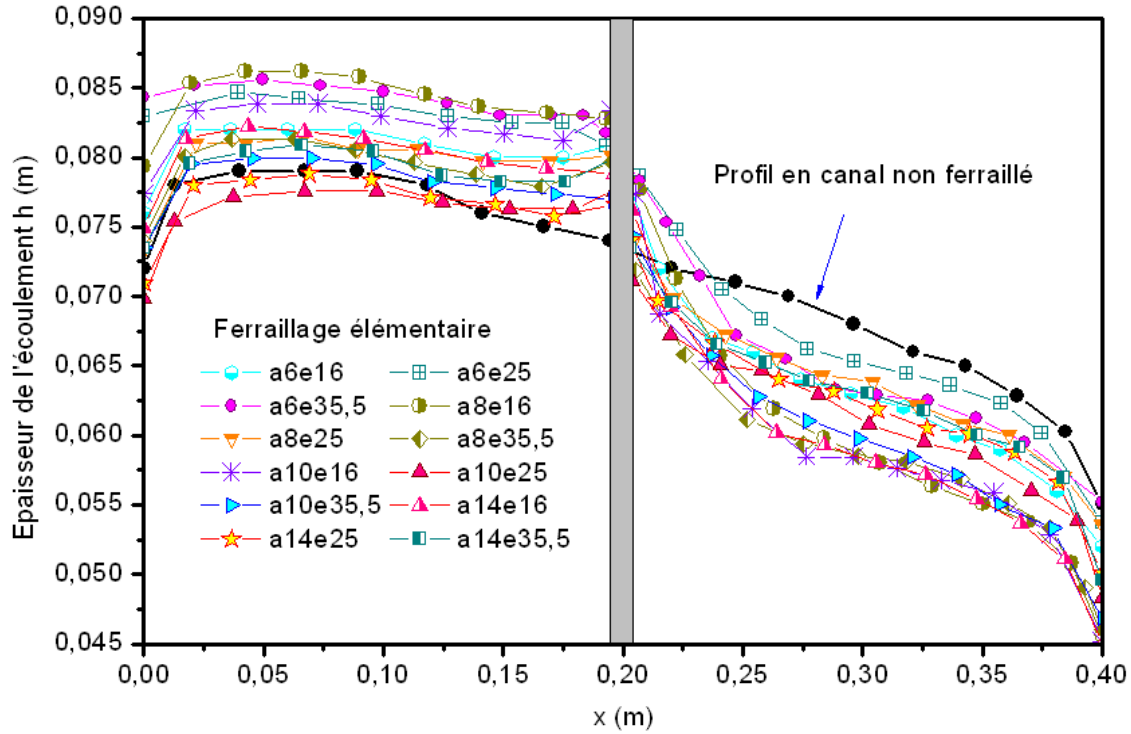 0,090
0,085
0,080
0,075
0,070
0,065
0,060
0,055
0,050
0,045
Epaisseur de l'écoulement h (m)
Profil en canal non ferraillé
Ferraillage élémentaire
a6e16 a6e25
a6e35,5 a8e16
a8e25 a8e35,5
a10e16 a10e25
a10e35,5 a14e16
a14e25 a14e35,5
0,00 0,05 0,10 0,15 0,20 0,25 0,30 0,35 0,40
x (m)